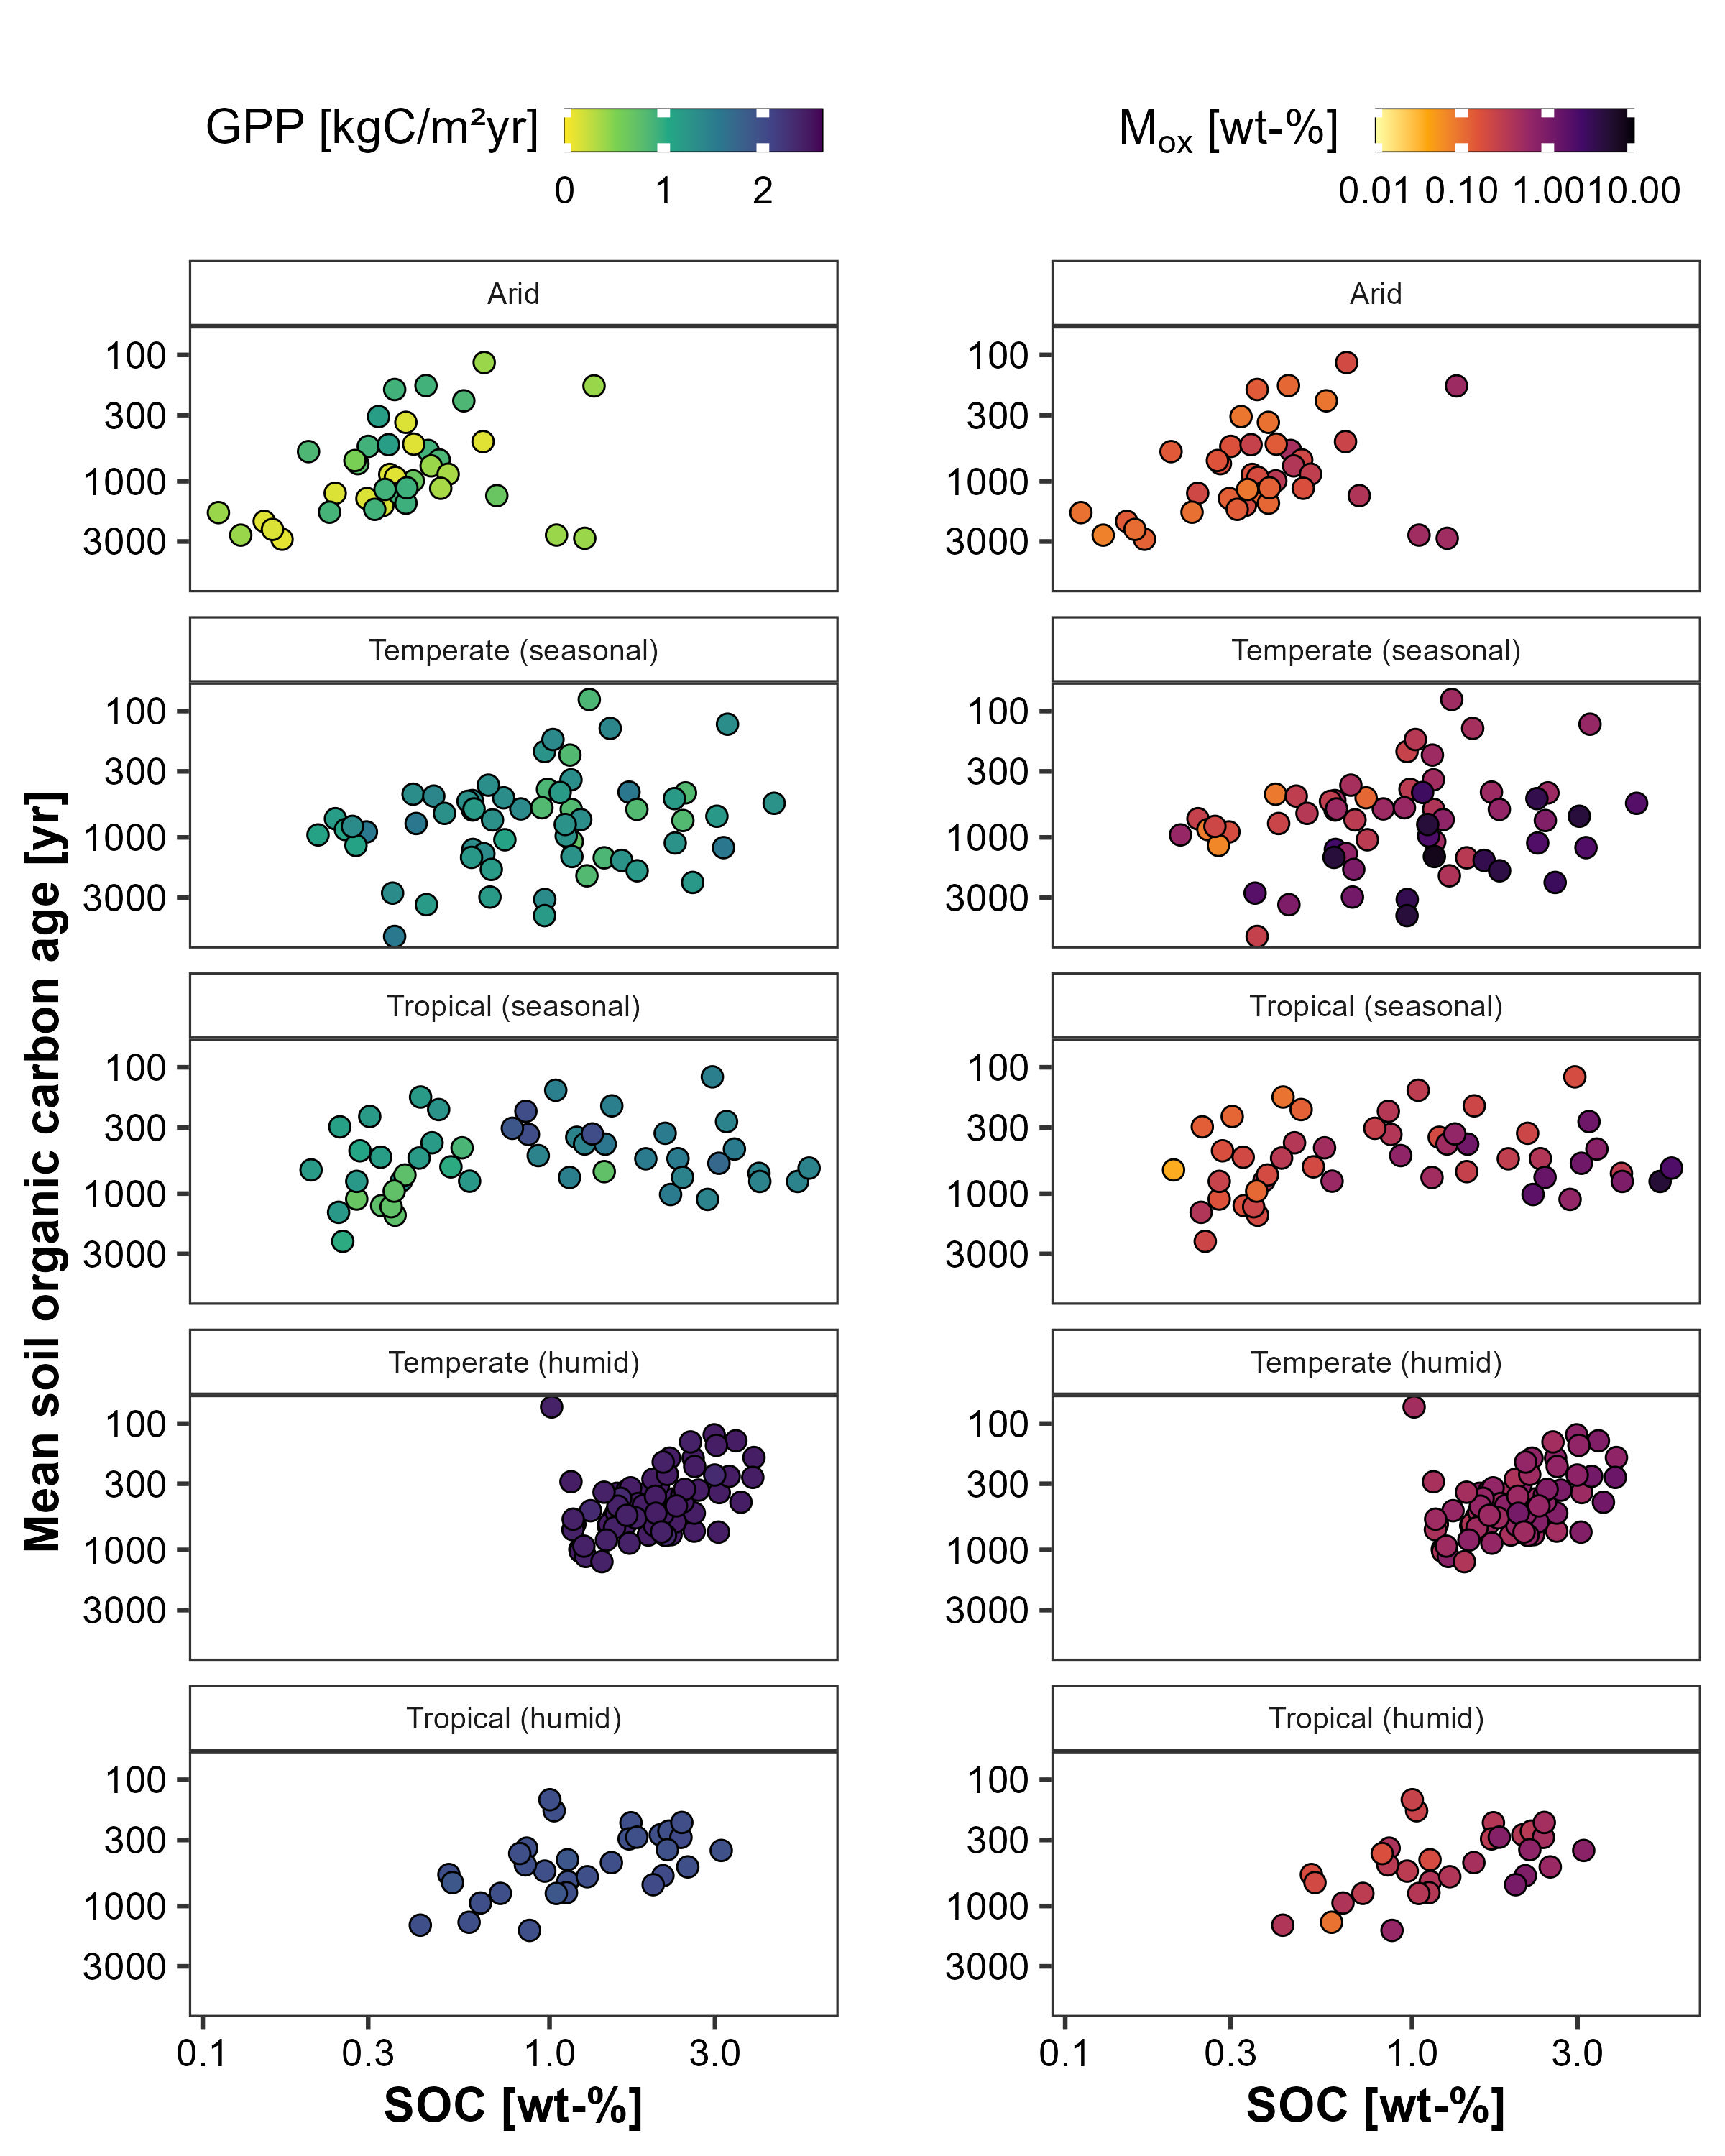 GPP [kgC/m²yr]
0 1 2
Mox [wt-%]
0.01 0.10 1.00 10.00
Mean soil organic carbon age [yr]
Arid
100
300
1000
3000
Arid
100
300
1000
3000
Temperate (seasonal)
100
300
1000
3000
Temperate (seasonal)
100
300
1000
3000
Tropical (seasonal)
100
300
1000
3000
Tropical (seasonal)
100
300
1000
3000
Temperate (humid)
100
300
1000
3000
Temperate (humid)
100
300
1000
3000
Tropical (humid)
100
300
1000
3000
Tropical (humid)
100
300
1000
3000
0.1 0.3 1.0 3.0
SOC [wt-%]
0.1 0.3 1.0 3.0
SOC [wt-%]